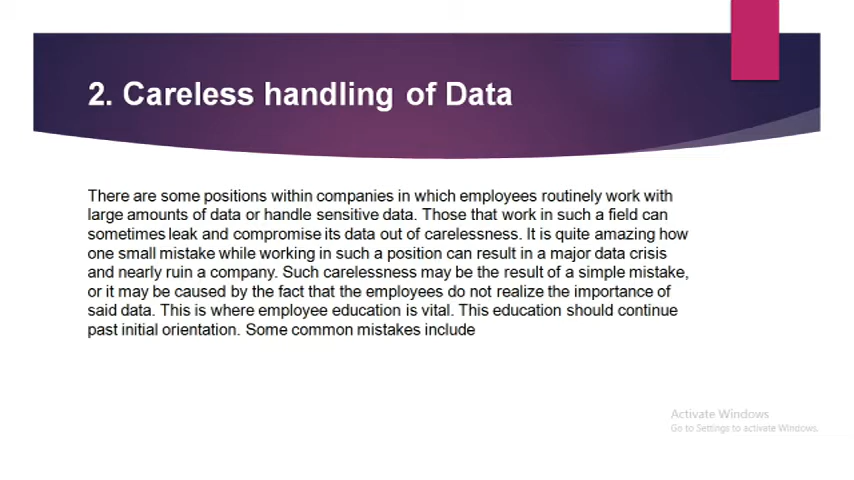 2. Careless handling of Data
There are some positions within companies in which employees routinely work with
large amounts of data or handle sensitive data. Those that work in such a field can
sometimes leak and compromise its data out of carelessness. It is quite amazing how
one small mistake while working in such a position can result in a major data crisis
and nearly ruin a company. Such carelessness may be the result of a simple mistake,
or it may be caused by the fact that the employees do not realize the importance of
said data. This is where employee education is vital. This education should continue
past initial orientation. Some common mistakes include
Activate Windows
Go to Settings to activate Windows.